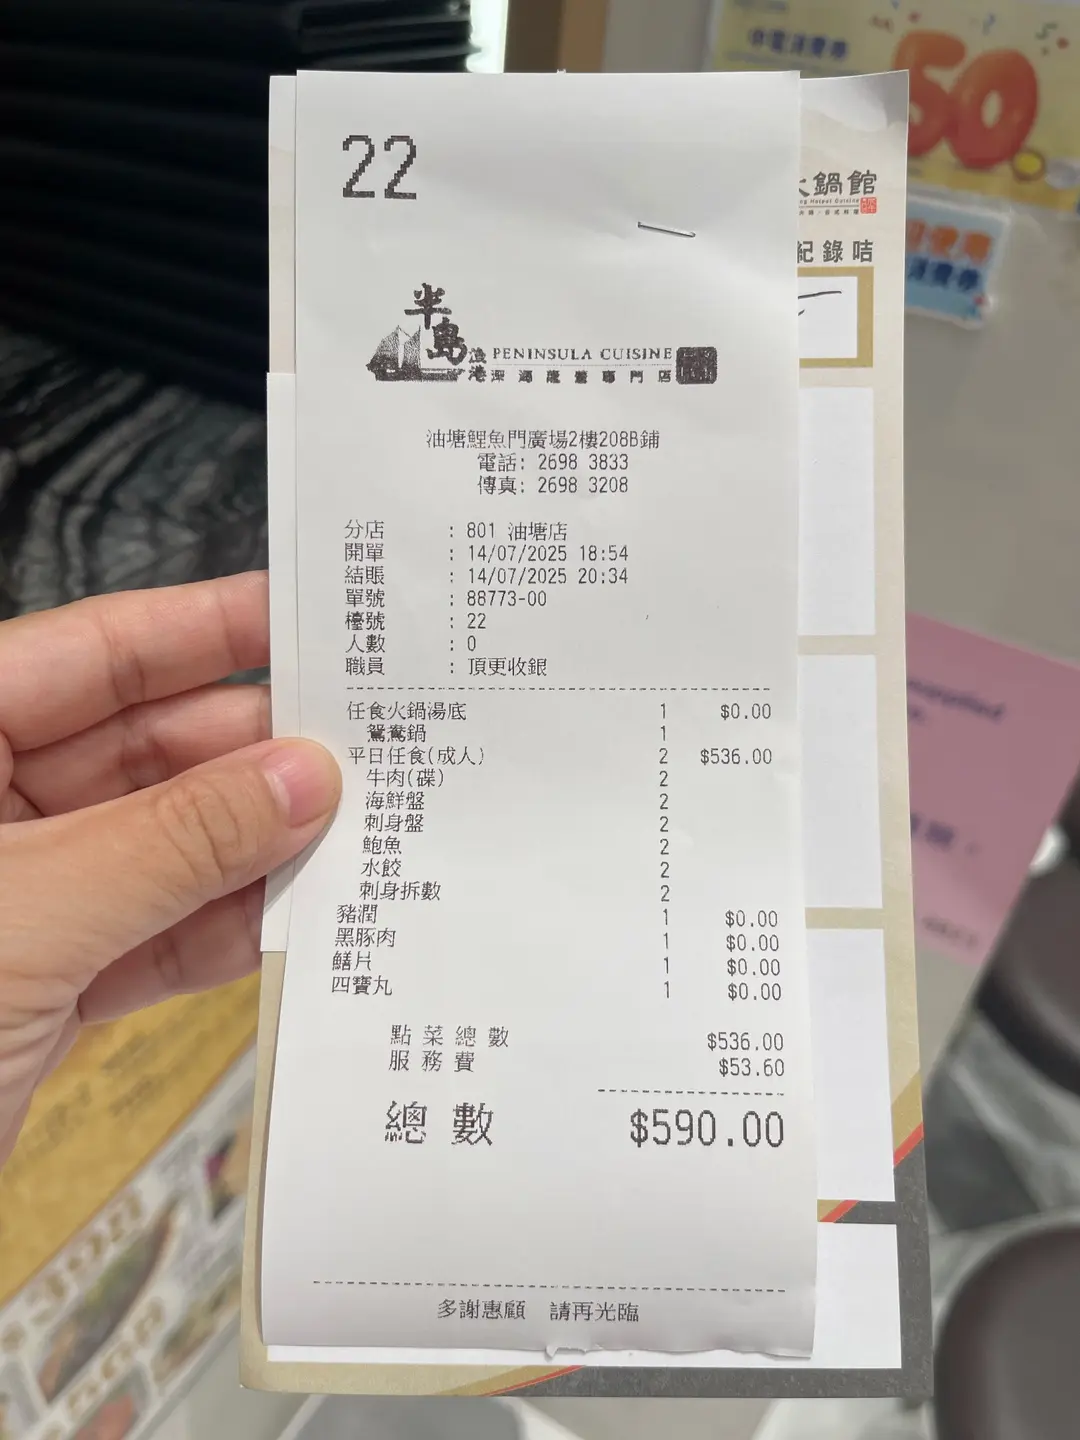 22
半島
漁港 PENINSULA CUISINE
深海龍躉專門店
油塘鯉魚門廣場2樓208B鋪
電話: 2698 3833
傳真: 2698 3208
分店 : 801 油塘店
開單 : 14/07/2025 18:54
結賬 : 14/07/2025 20:34
單號 : 88773-00
檯號 : 22
人數 : 0
職員 : 頂更收銀
任食火鍋湯底 1 $0.00
鴛鴦鍋 1
平日任食(成人) 2 $536.00
牛肉(碟) 2
海鮮盤 2
刺身盤 2
鮑魚 2
水餃 2
刺身拆數 2
豬潤 1 $0.00
黑豚肉 1 $0.00
鱔片 1 $0.00
四寶丸 1 $0.00
點菜總數 $536.00
服務費 $53.60
總數 $590.00
多謝惠顧 請再光臨
火鍋館
紀錄咭
50